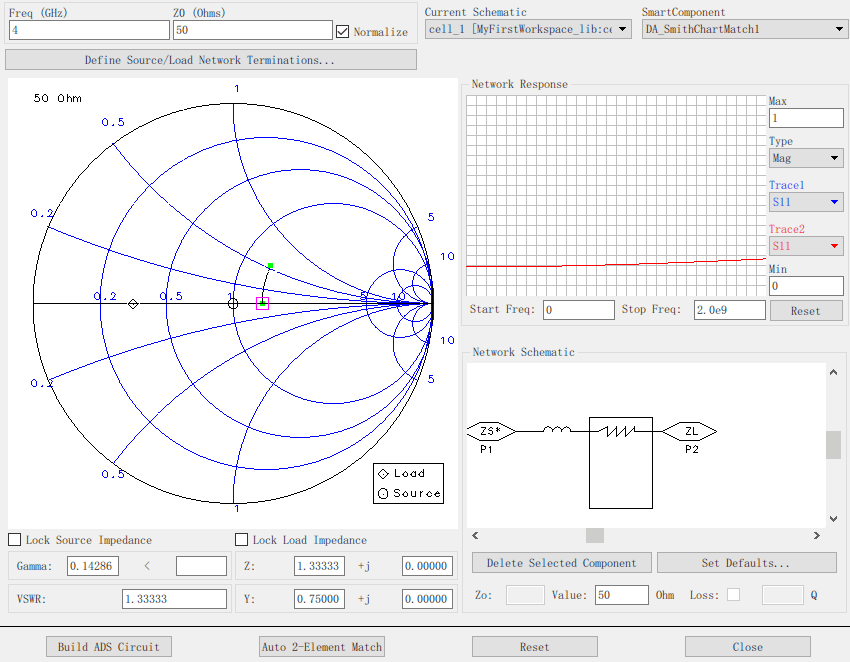 Freq (GHz)
Z0 (Ohms)
4
50
Normalize
Current Schematic
cell_1 [MyFirstWorkspace_lib:ce
SmartComponent
DA_SmithChartMatch1
Define Source/Load Network Terminations...
50 Ohm
1
0.5
0.2
5
10
0.2
0.5
1
5
10
10
0.2
5
0.5
1
Load
Source
Network Response
Max
1
Type
Mag
Trace1
S11
Trace2
S11
Min
0
Start Freq:
0
Stop Freq:
2.0e9
Reset
Network Schematic
ZS*
ZL
P1
P2
Lock Source Impedance
Lock Load Impedance
Gamma:
0.14286
<
Z:
1.33333
+j
0.00000
VSWR:
1.33333
Y:
0.75000
+j
0.00000
Delete Selected Component
Set Defaults...
Zo:
Value:
50
Ohm
Loss:
Q
Build ADS Circuit
Auto 2-Element Match
Reset
Close